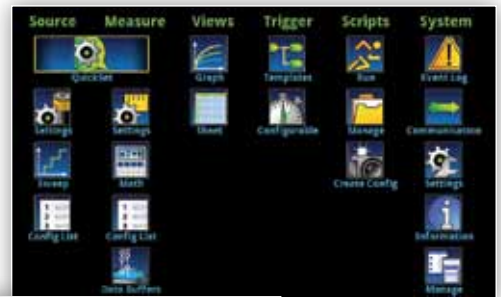 Source Measure Views Trigger Scripts System
QuickSet Graph Templates Run Event Log
Settings Settings Sheet Configurable Manage Communication
Sweep Math Create Config Settings
Config List Config List Information
Data Buffers Manage